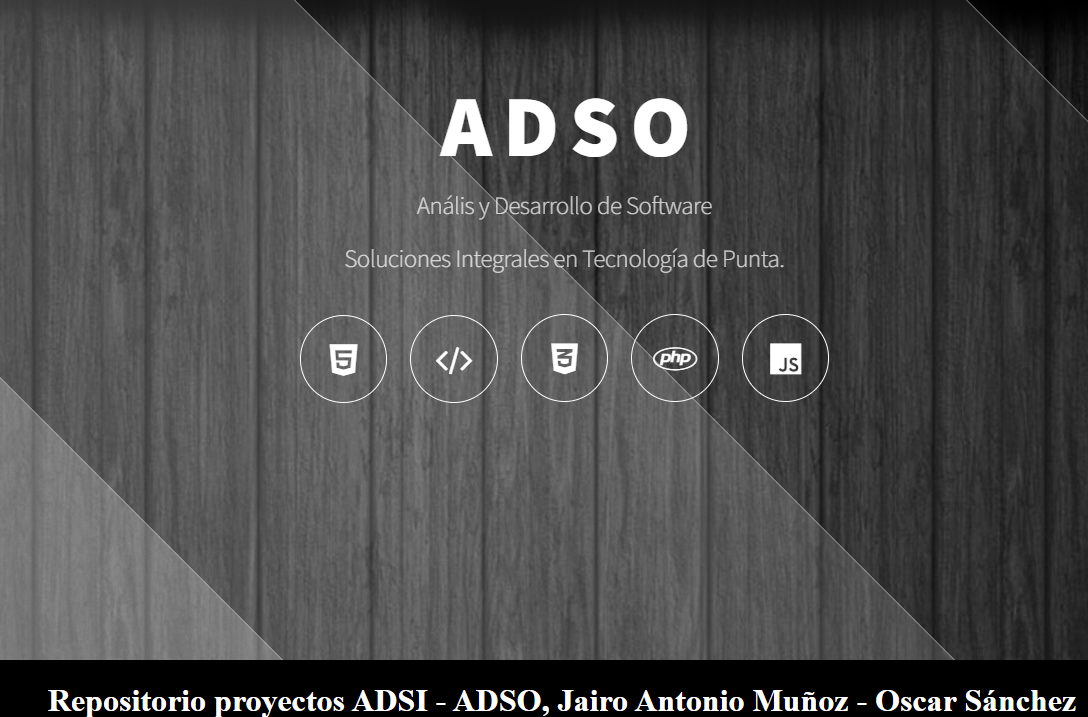 ADSO
Anális y Desarrollo de Software
Soluciones Integrales en Tecnología de Punta.
5 </> 3 php JS
Repositorio proyectos ADSI - ADSO, Jairo Antonio Muñoz - Oscar Sánchez